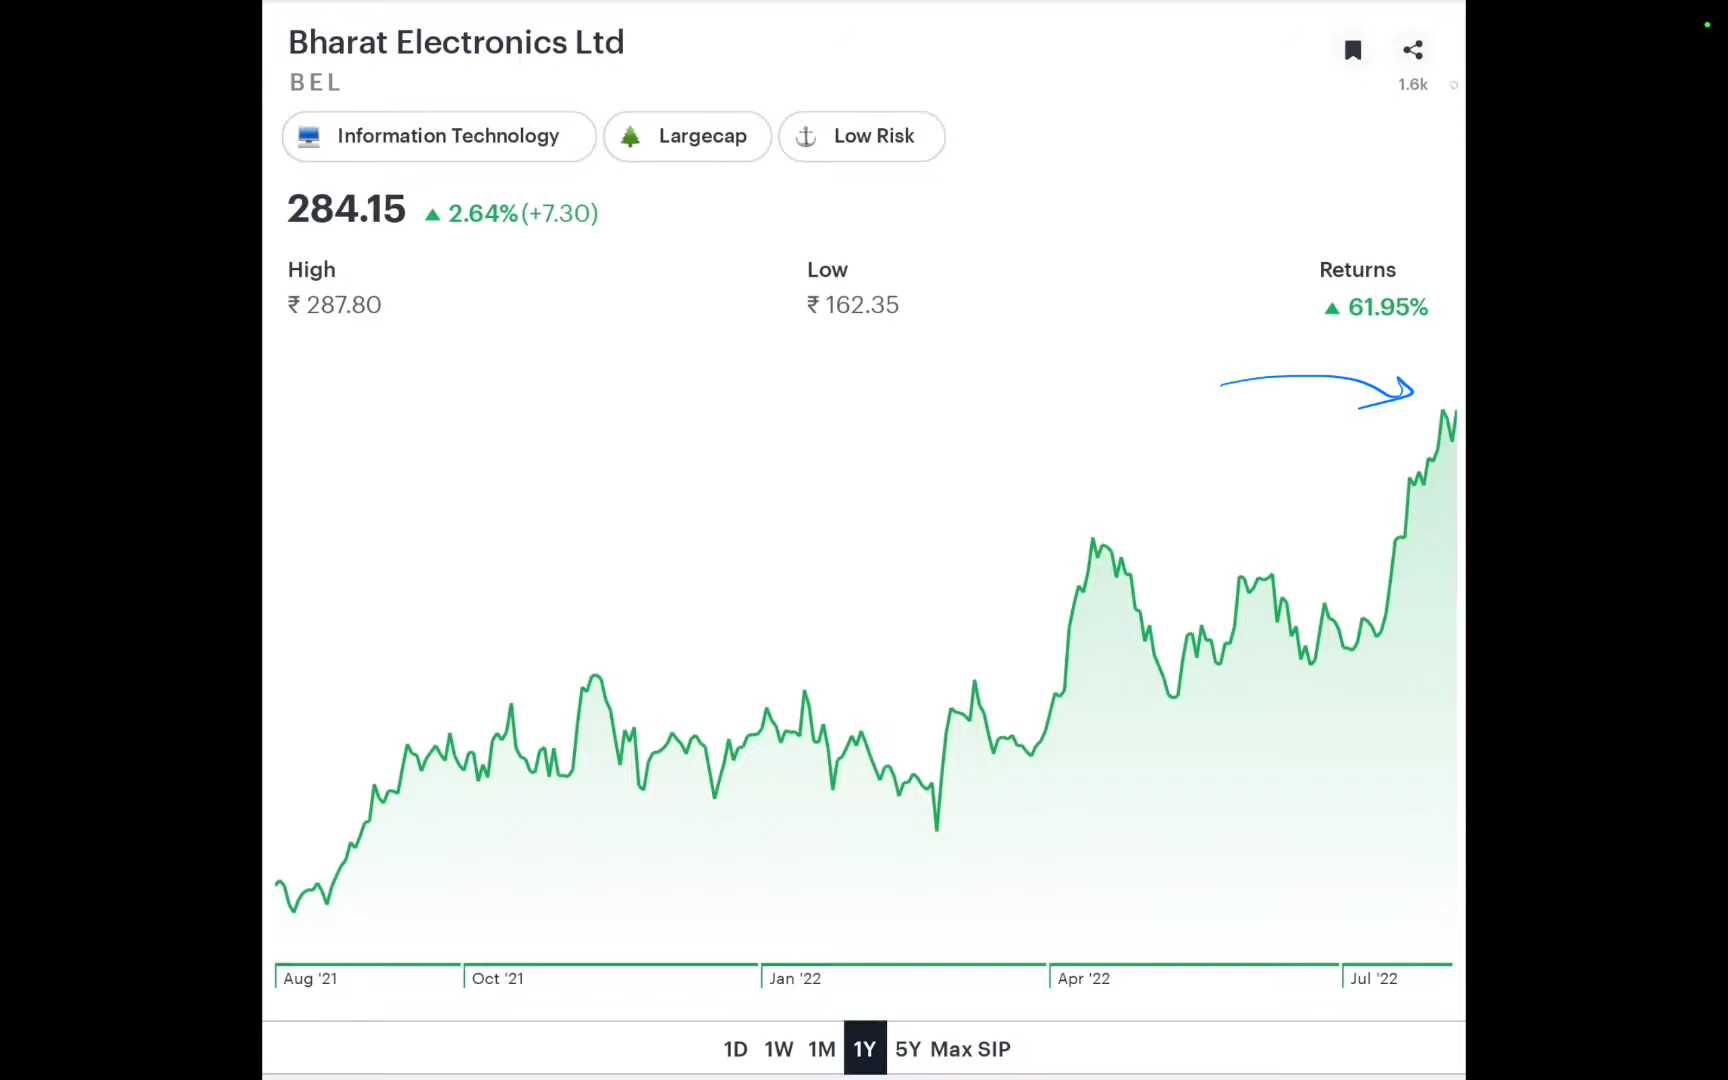 Bharat Electronics Ltd
BEL
1.6k
Information Technology Largecap Low Risk
284.15 ▲ 2.64% (+7.30)
High Low Returns
₹ 287.80 ₹ 162.35 ▲ 61.95%
Aug '21 Oct '21 Jan '22 Apr '22 Jul '22
1D 1W 1M 1Y 5Y Max SIP